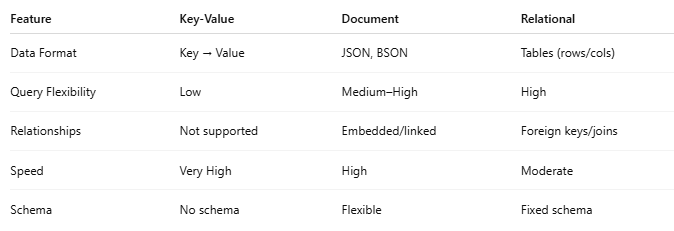 Feature Key-Value Document Relational
Data Format Key → Value JSON, BSON Tables (rows/cols)
Query Flexibility Low Medium–High High
Relationships Not supported Embedded/linked Foreign keys/joins
Speed Very High High Moderate
Schema No schema Flexible Fixed schema